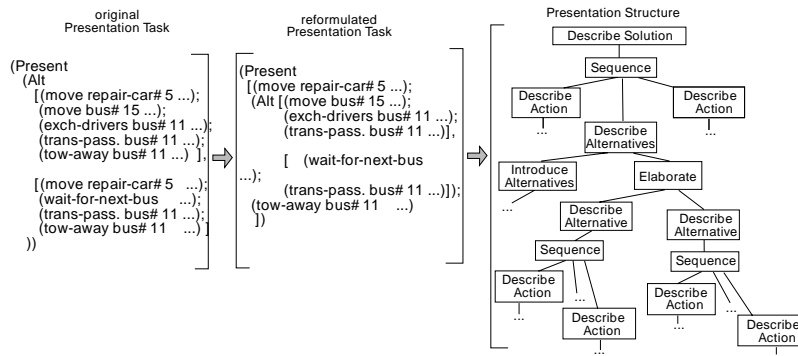 original
Presentation Task
(Present
(Alt
[(move repair-car# 5 ...);
(move bus# 15 ...);
(exch-drivers bus# 11 ...);
(trans-pass. bus# 11 ...);
(tow-away bus# 11 ...) ],
[(move repair-car# 5 ...);
(wait-for-next-bus ...);
(trans-pass. bus# 11 ...);
(tow-away bus# 11 ...) ]
))
reformulated
Presentation Task
(Present
[(move repair-car# 5 ...);
(Alt [(move bus# 15 ...);
(exch-drivers bus# 11 ...);
(trans-pass. bus# 11 ...)],
[ (wait-for-next-bus
...);
(trans-pass. bus# 11 ...)]);
(tow-away bus# 11 ...)
])
Presentation Structure
Describe Solution
Sequence
Describe
Action
...
Describe
Action
...
Describe
Alternatives
Introduce
Alternatives
...
Elaborate
Describe
Alternative
Describe
Alternative
Sequence
Sequence
Describe
Action
...
...
Describe
Action
...
Describe
Action
...
...
Describe
Action